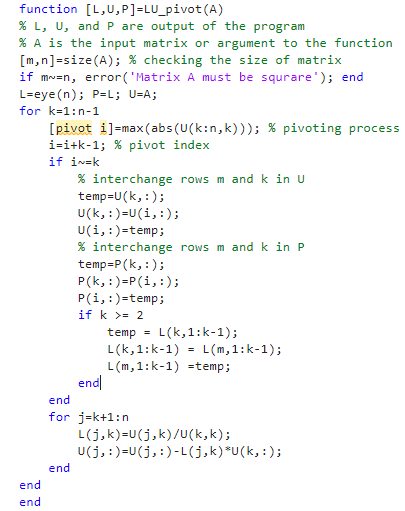 function [L,U,P]=LU_pivot(A)
% L, U, and P are output of the program
% A is the input matrix or argument to the function
[m,n]=size(A); % checking the size of matrix
if m~=n, error('Matrix A must be squrare'); end
L=eye(n); P=L; U=A;
for k=1:n-1
    [pivot i]=max(abs(U(k:n,k))); % pivoting process
    i=i+k-1; % pivot index
    if i~=k
        % interchange rows m and k in U
        temp=U(k,:);
        U(k,:)=U(i,:);
        U(i,:)=temp;
        % interchange rows m and k in P
        temp=P(k,:);
        P(k,:)=P(i,:);
        P(i,:)=temp;
        if k >= 2
            temp = L(k,1:k-1);
            L(k,1:k-1) = L(m,1:k-1);
            L(m,1:k-1) =temp;
        end
    end
    for j=k+1:n
        L(j,k)=U(j,k)/U(k,k);
        U(j,:)=U(j,:)-L(j,k)*U(k,:);
    end
end
end